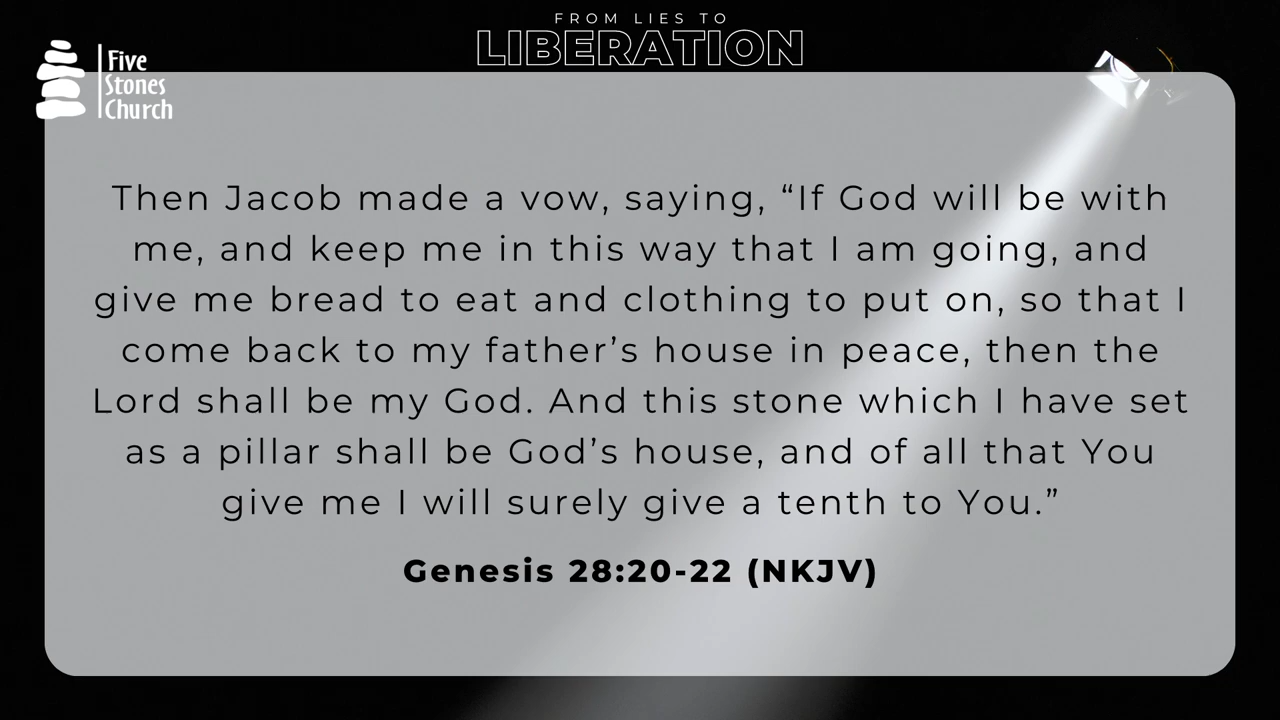 FROM LIES TO
LIBERATION
Five
Stones
Church
Then Jacob made a vow, saying, “If God will be with
me, and keep me in this way that I am going, and
give me bread to eat and clothing to put on, so that I
come back to my father’s house in peace, then the
Lord shall be my God. And this stone which I have set
as a pillar shall be God’s house, and of all that You
give me I will surely give a tenth to You.”
Genesis 28:20-22 (NKJV)